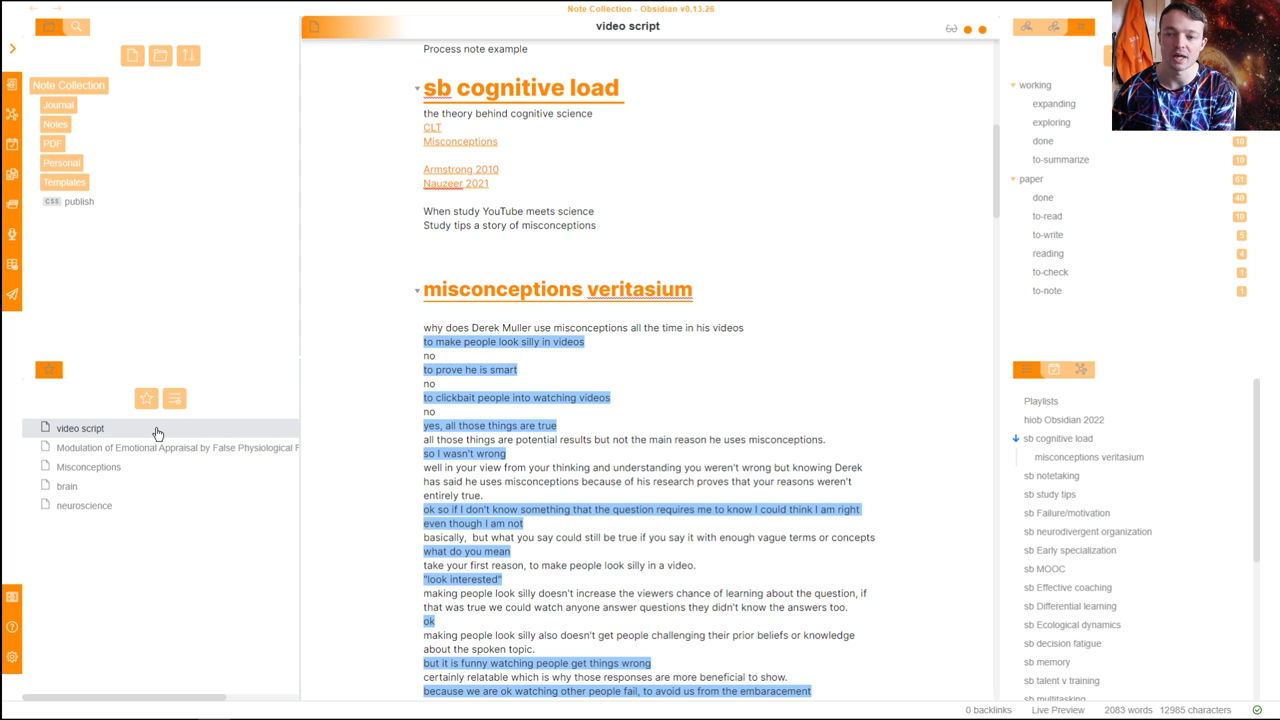 Note Collection - Obsidian v0.13.26
video script
Note Collection
Journal
Notes
PDF
Personal
Templates
CSS publish
video script
Modulation of Emotional Appraisal by False Physiological F
Misconceptions
brain
neuroscience
Process note example
sb cognitive load
the theory behind cognitive science
CLT
Misconceptions
Armstrong 2010
Nauzeer 2021
When study YouTube meets science
Study tips a story of misconceptions
misconceptions veritasium
why does Derek Muller use misconceptions all the time in his videos
to make people look silly in videos
no
to prove he is smart
no
to clickbait people into watching videos
no
yes, all those things are true
all those things are potential results but not the main reason he uses misconceptions.
so I wasn't wrong
well in your view from your thinking and understanding you weren't wrong but knowing Derek
has said he uses misconceptions because of his research proves that your reasons weren't
entirely true.
ok so if I don't know something that the question requires me to know I could think I am right
even though I am not
basically, but what you say could still be true if you say it with enough vague terms or concepts
what do you mean
take your first reason, to make people look silly in a video.
"look interested"
making people look silly doesn't increase the viewers chance of learning about the question, if
that was true we could watch anyone answer questions they didn't know the answers too.
ok
making people look silly also doesn't get people challenging their prior beliefs or knowledge
about the spoken topic.
but it is funny watching people get things wrong
certainly relatable which is why those responses are more beneficial to show.
because we are ok watching other people fail, to avoid us from the embaracement
working
expanding
exploring
done 10
to-summarize 10
paper 61
done 40
to-read 10
to-write 5
reading 4
to-check 1
to-note 1
Playlists
hiob Obsidian 2022
sb cognitive load
misconceptions veritasium
sb notetaking
sb study tips
sb Failure/motivation
sb neurodivergent organization
sb Early specialization
sb MOOC
sb Effective coaching
sb Differential learning
sb Ecological dynamics
sb decision fatigue
sb memory
sb talent v training
sb multitasking
0 backlinks Live Preview 2083 words 12985 characters